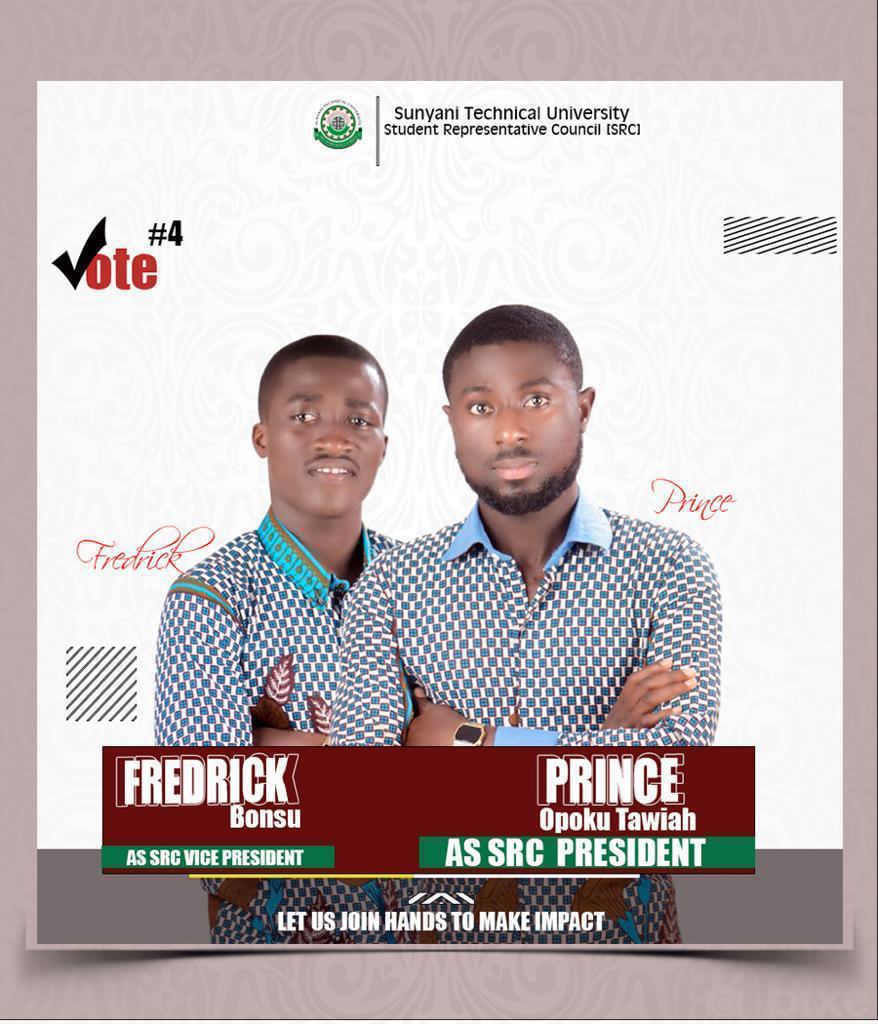 Sunyani Technical University
Student Representative Council [SRC]
#4
Vote
Prince
Fredrick
FREDRICK
Bonsu
AS SRC VICE PRESIDENT
PRINCE
Opoku Tawiah
AS SRC PRESIDENT
LET US JOIN HANDS TO MAKE IMPACT